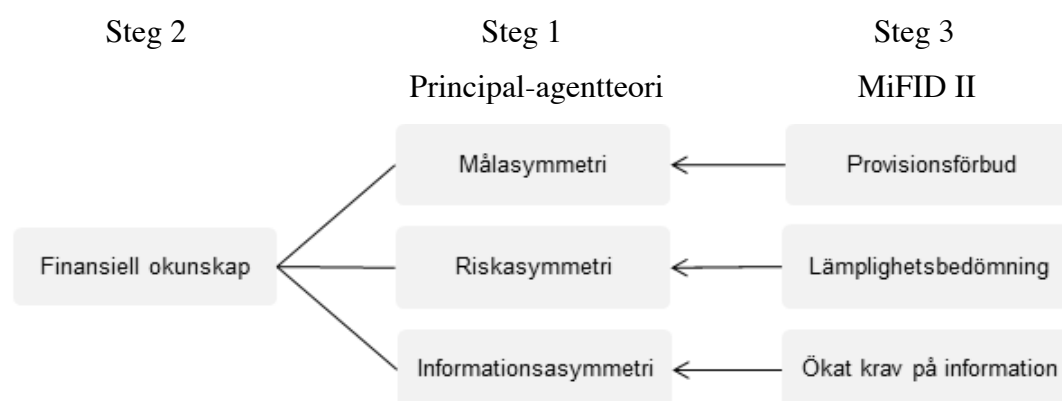 Steg 2
Steg 1
Steg 3
Principal-agentteori
MiFID II
Målasymmetri
Provisionsförbud
Finansiell okunskap
Riskasymmetri
Lämplighetsbedömning
Informationsasymmetri
Ökat krav på information